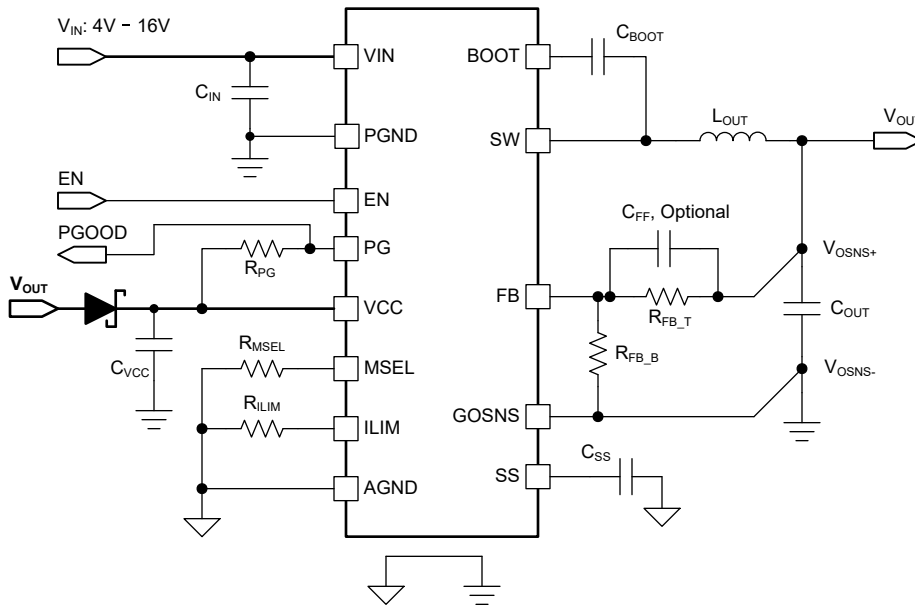 V_IN: 4V − 16V
C_IN
EN
PGOOD
R_PG
V_OUT
C_VCC
R_MSEL
R_ILIM
VIN
PGND
EN
PG
VCC
MSEL
ILIM
AGND
BOOT
SW
FB
GOSNS
SS
C_BOOT
L_OUT
V_OUT
C_FF, Optional
R_FB_T
R_FB_B
V_OSNS+
C_OUT
V_OSNS-
C_SS